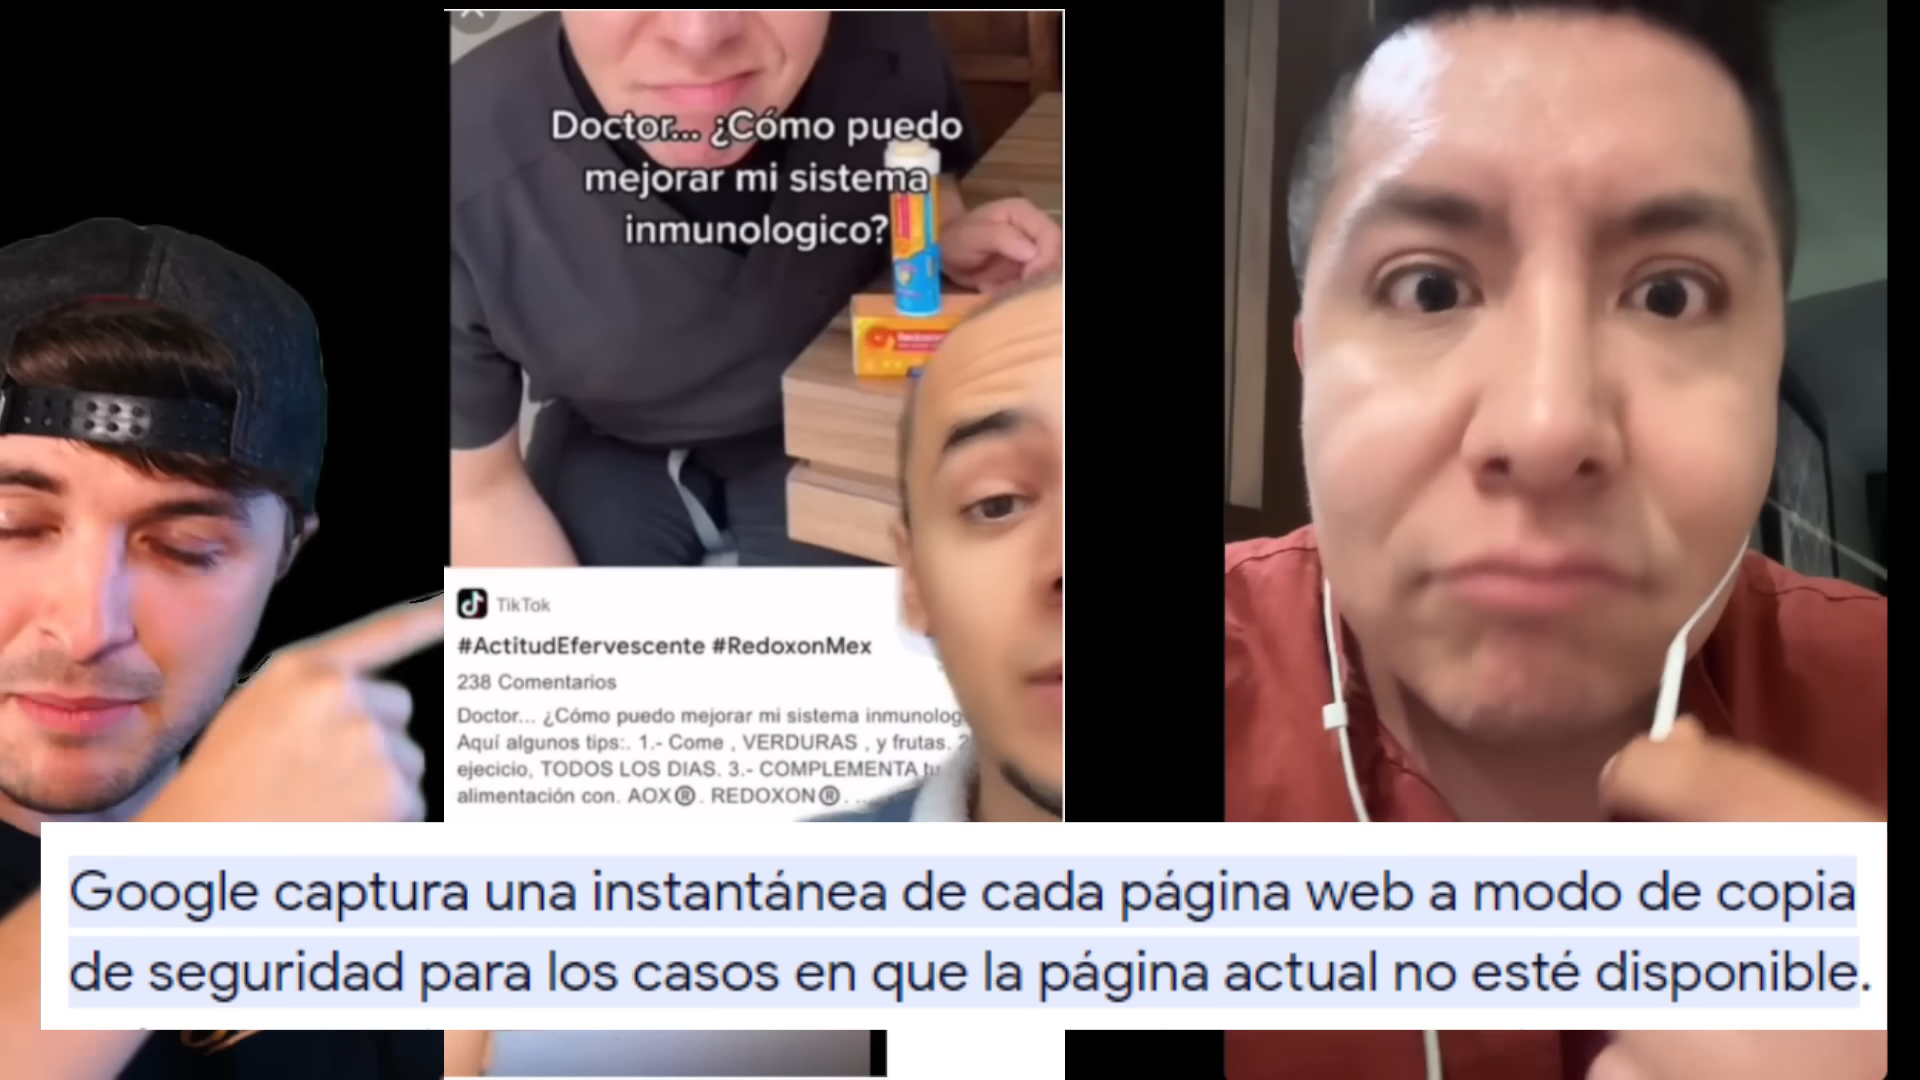 Doctor... ¿Cómo puedo
mejorar mi sistema
inmunologico?
TikTok
#ActitudEfervescente #RedoxonMex
238 Comentarios
Doctor... ¿Cómo puedo mejorar mi sistema inmunolog
Aquí algunos tips:. 1.- Come , VERDURAS , y frutas. 2
ejecicio, TODOS LOS DIAS. 3.- COMPLEMENTA tu
alimentación con. AOX®. REDOXON®. ...
Google captura una instantánea de cada página web a modo de copia
de seguridad para los casos en que la página actual no esté disponible.